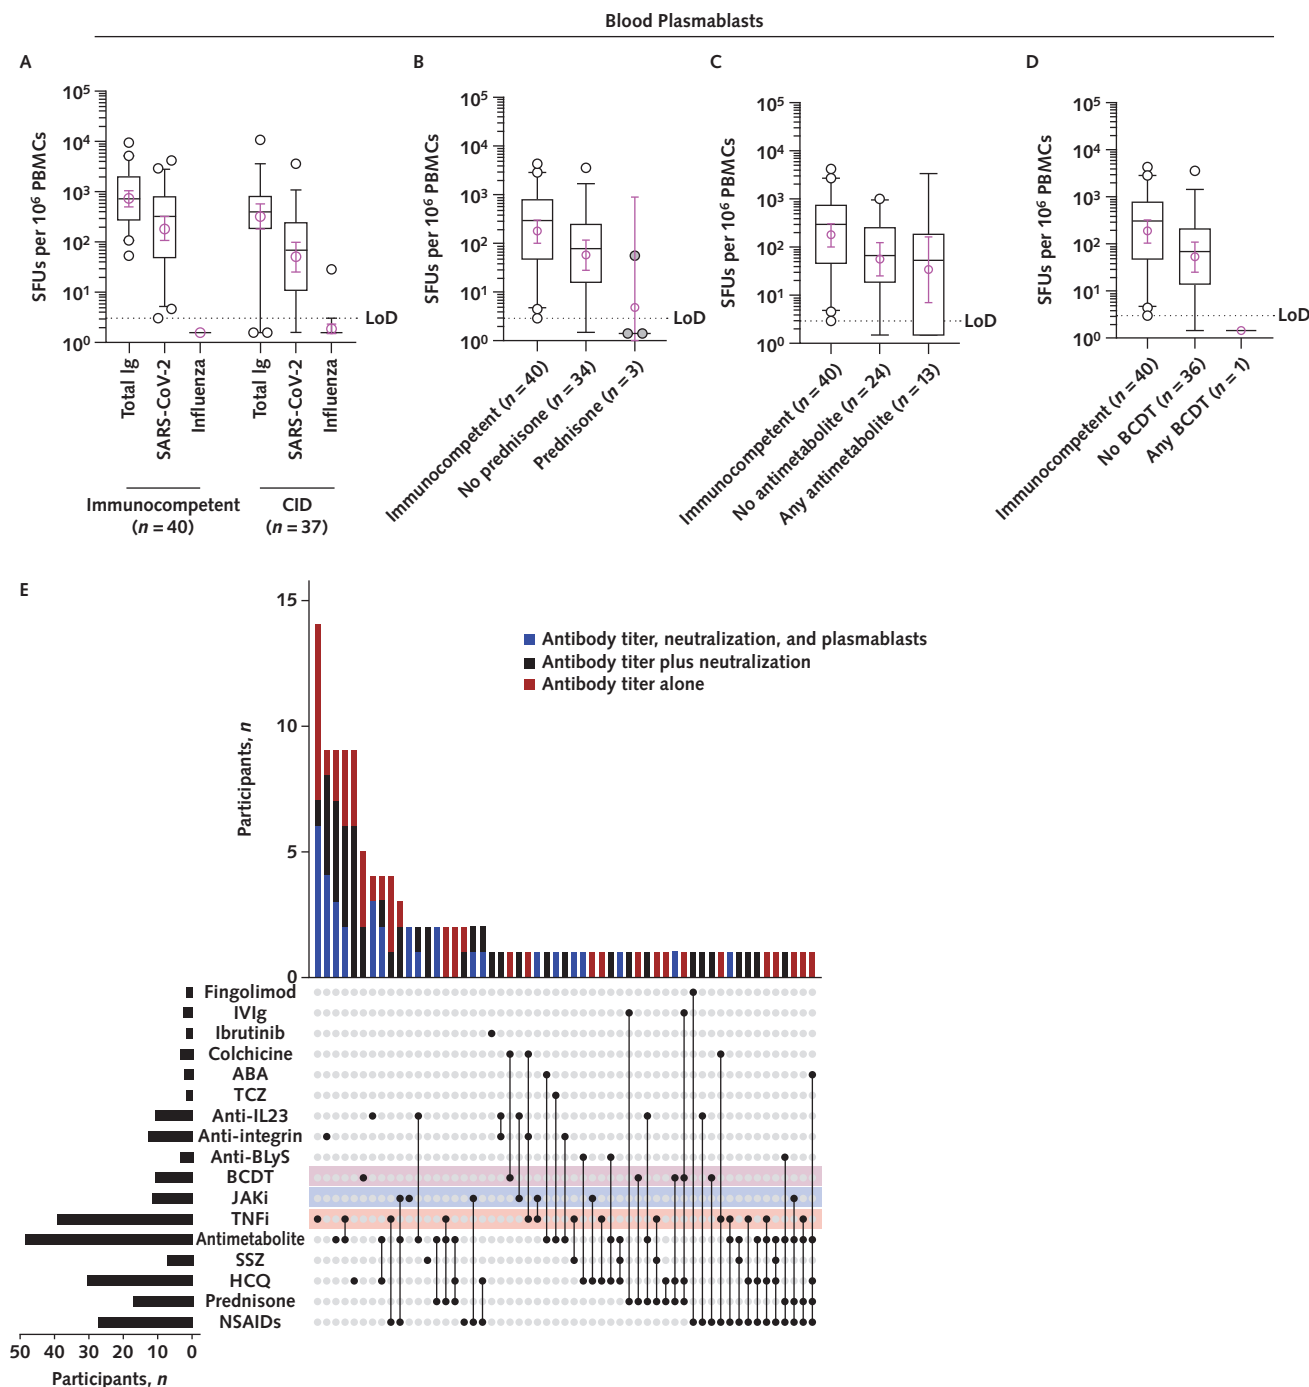 Blood Plasmablasts
A
SFUs per 10⁶ PBMCs
10⁵
10⁴
10³
10²
10¹
10⁰
LoD
Total Ig
SARS-CoV-2
Influenza
Total Ig
SARS-CoV-2
Influenza
Immunocompetent
(n = 40)
CID
(n = 37)
B
SFUs per 10⁶ PBMCs
10⁵
10⁴
10³
10²
10¹
10⁰
LoD
Immunocompetent (n = 40)
No prednisone (n = 34)
Prednisone (n = 3)
C
SFUs per 10⁶ PBMCs
10⁵
10⁴
10³
10²
10¹
10⁰
LoD
Immunocompetent (n = 40)
No antimetabolite (n = 24)
Any antimetabolite (n = 13)
D
SFUs per 10⁶ PBMCs
10⁵
10⁴
10³
10²
10¹
10⁰
LoD
Immunocompetent (n = 40)
No BCDT (n = 36)
Any BCDT (n = 1)
E
Participants, n
15
10
5
0
Antibody titer, neutralization, and plasmablasts
Antibody titer plus neutralization
Antibody titer alone
Fingolimod
IVIg
Ibrutinib
Colchicine
ABA
TCZ
Anti-IL23
Anti-integrin
Anti-BLyS
BCDT
JAKi
TNFi
Antimetabolite
SSZ
HCQ
Prednisone
NSAIDs
50 40 30 20 10 0
Participants, n